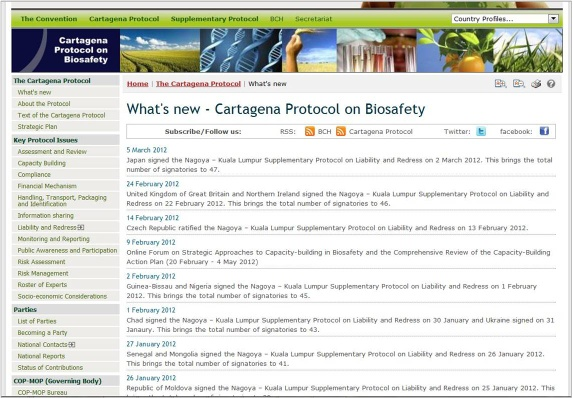 The Convention Cartagena Protocol Supplementary Protocol BCH Secretariat Country Profiles...
Cartagena
Protocol on
Biosafety
The Cartagena Protocol
What's new
About the Protocol
Text of the Cartagena Protocol
Strategic Plan
Key Protocol Issues
Assessment and Review
Capacity Building
Compliance
Financial Mechanism
Handling, Transport, Packaging
and Identification
Information sharing
Liability and Redress
Monitoring and Reporting
Public Awareness and Participation
Risk Assessment
Risk Management
Roster of Experts
Socio-economic Considerations
Parties
List of Parties
Becoming a Party
National Contacts
National Reports
Status of Contributions
COP-MOP (Governing Body)
COP-MOP Bureau
Home | The Cartagena Protocol | What's new
What's new - Cartagena Protocol on Biosafety
Subscribe/Follow us: RSS: BCH Cartagena Protocol Twitter: facebook:
5 March 2012
Japan signed the Nagoya – Kuala Lumpur Supplementary Protocol on Liability and Redress on 2 March 2012. This brings the total
number of signatories to 47.
24 February 2012
United Kingdom of Great Britain and Northern Ireland signed the Nagoya – Kuala Lumpur Supplementary Protocol on Liability and
Redress on 22 February 2012. This brings the total number of signatories to 46.
14 February 2012
Czech Republic ratified the Nagoya – Kuala Lumpur Supplementary Protocol on Liability and Redress on 13 February 2012.
9 February 2012
Online Forum on Strategic Approaches to Capacity-building in Biosafety and the Comprehensive Review of the Capacity-Building
Action Plan (20 February - 4 May 2012)
2 February 2012
Guinea-Bissau and Nigeria signed the Nagoya – Kuala Lumpur Supplementary Protocol on Liability and Redress on 1 February
2012. This brings the total number of signatories to 45.
1 February 2012
Chad signed the Nagoya – Kuala Lumpur Supplementary Protocol on Liability and Redress on 30 January and Ukraine signed on 31
Janaury. This brings the total number of signatories to 43.
27 January 2012
Senegal and Mongolia signed the Nagoya – Kuala Lumpur Supplementary Protocol on Liability and Redress on 26 January 2012.
This brings the total number of signatories to 41.
26 January 2012
Republic of Moldova signed the Nagoya – Kuala Lumpur Supplementary Protocol on Liability and Redress on 25 January 2012. This